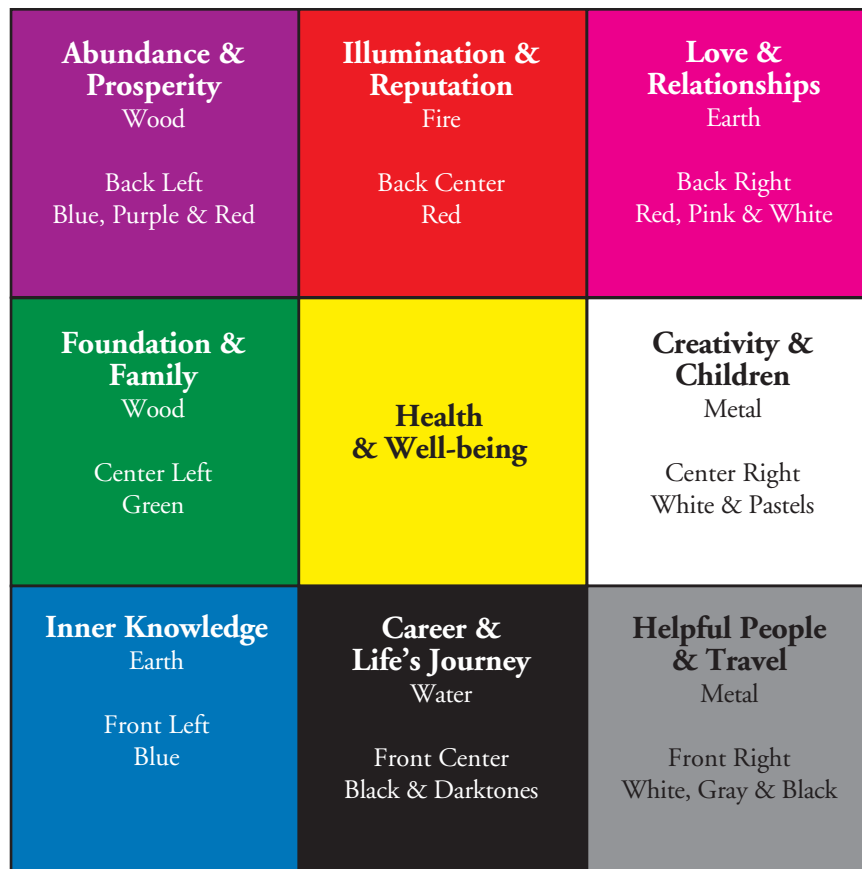 Abundance &
Prosperity
Wood
Back Left
Blue, Purple & Red
Illumination &
Reputation
Fire
Back Center
Red
Love &
Relationships
Earth
Back Right
Red, Pink & White
Foundation &
Family
Wood
Center Left
Green
Health
& Well-being
Creativity &
Children
Metal
Center Right
White & Pastels
Inner Knowledge
Earth
Front Left
Blue
Career &
Life’s Journey
Water
Front Center
Black & Darktones
Helpful People
& Travel
Metal
Front Right
White, Gray & Black